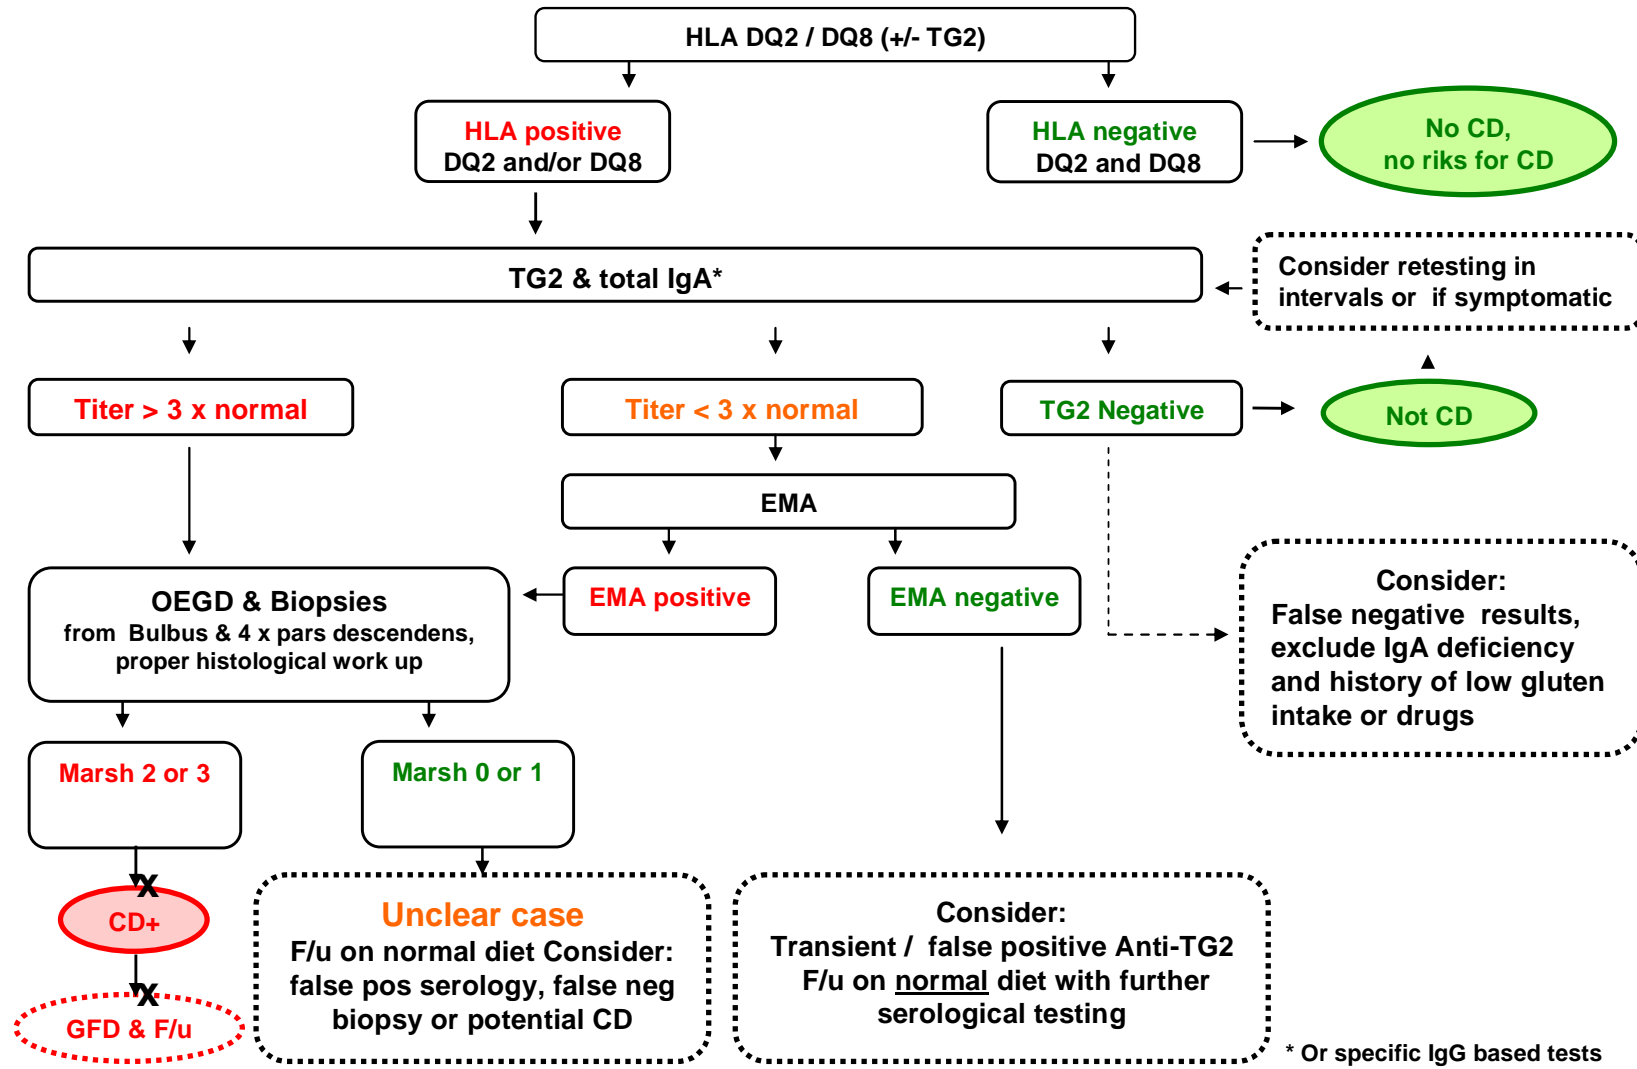 HLA DQ2 / DQ8 (+/- TG2)
HLA positive
DQ2 and/or DQ8
HLA negative
DQ2 and DQ8
No CD,
no riks for CD
TG2 & total IgA*
Consider retesting in
intervals or if symptomatic
Titer > 3 x normal
Titer < 3 x normal
TG2 Negative
Not CD
EMA
OEGD & Biopsies
from Bulbus & 4 x pars descendens,
proper histological work up
EMA positive
EMA negative
Consider:
False negative results,
exclude IgA deficiency
and history of low gluten
intake or drugs
Marsh 2 or 3
Marsh 0 or 1
X
CD+
X
GFD & F/u
Unclear case
F/u on normal diet Consider:
false pos serology, false neg
biopsy or potential CD
Consider:
Transient / false positive Anti-TG2
F/u on normal diet with further
serological testing
* Or specific IgG based tests